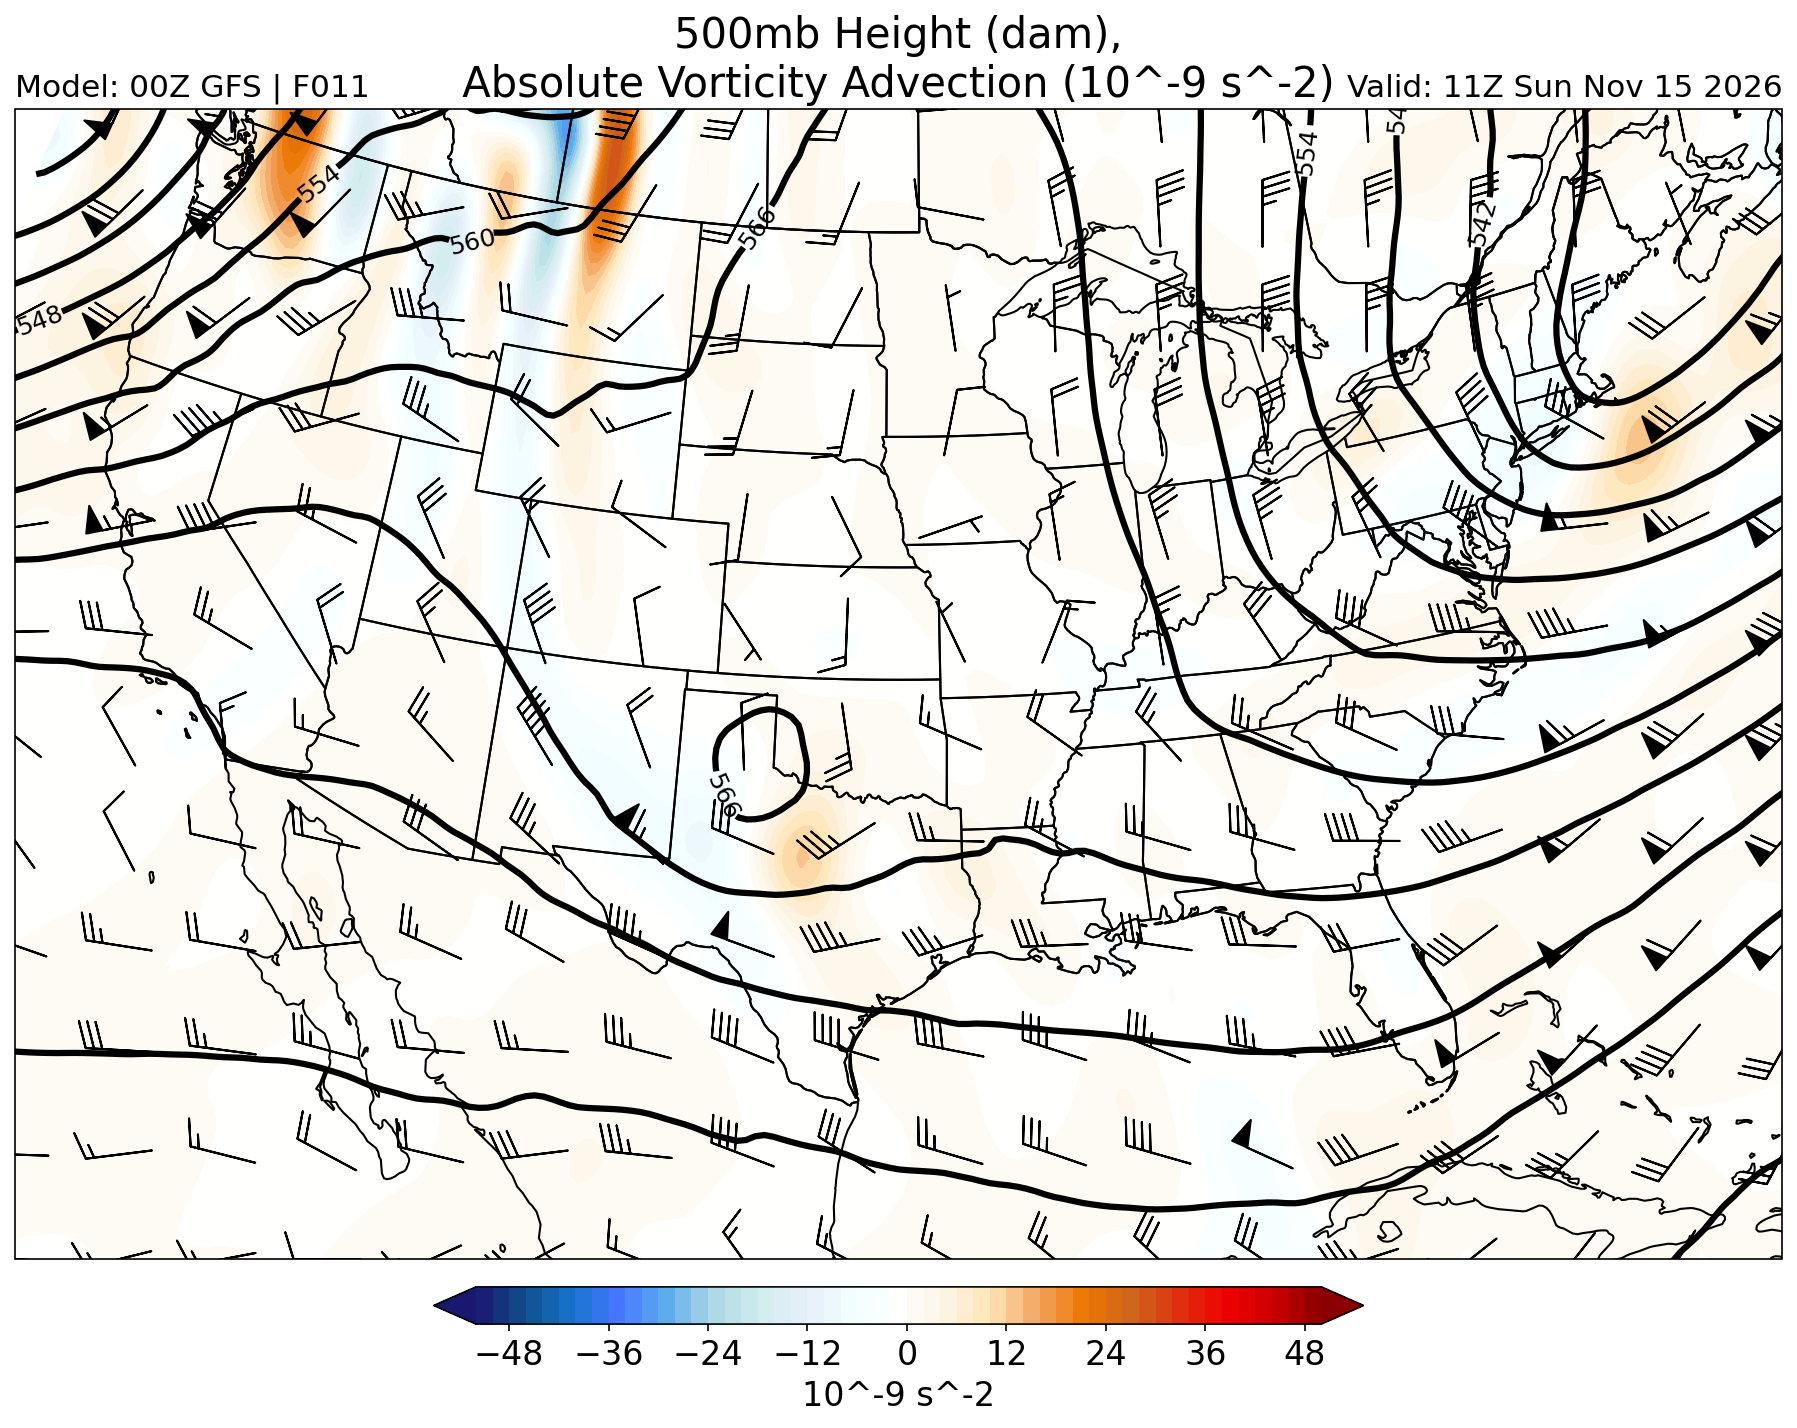 500mb Height (dam),
Model: 00Z GFS | F011
Absolute Vorticity Advection (10^-9 s^-2)
Valid: 11Z Sun Nov 15 2026
554
554
54
542
560
566
548
566
−48 −36 −24 −12 0 12 24 36 48
10^-9 s^-2